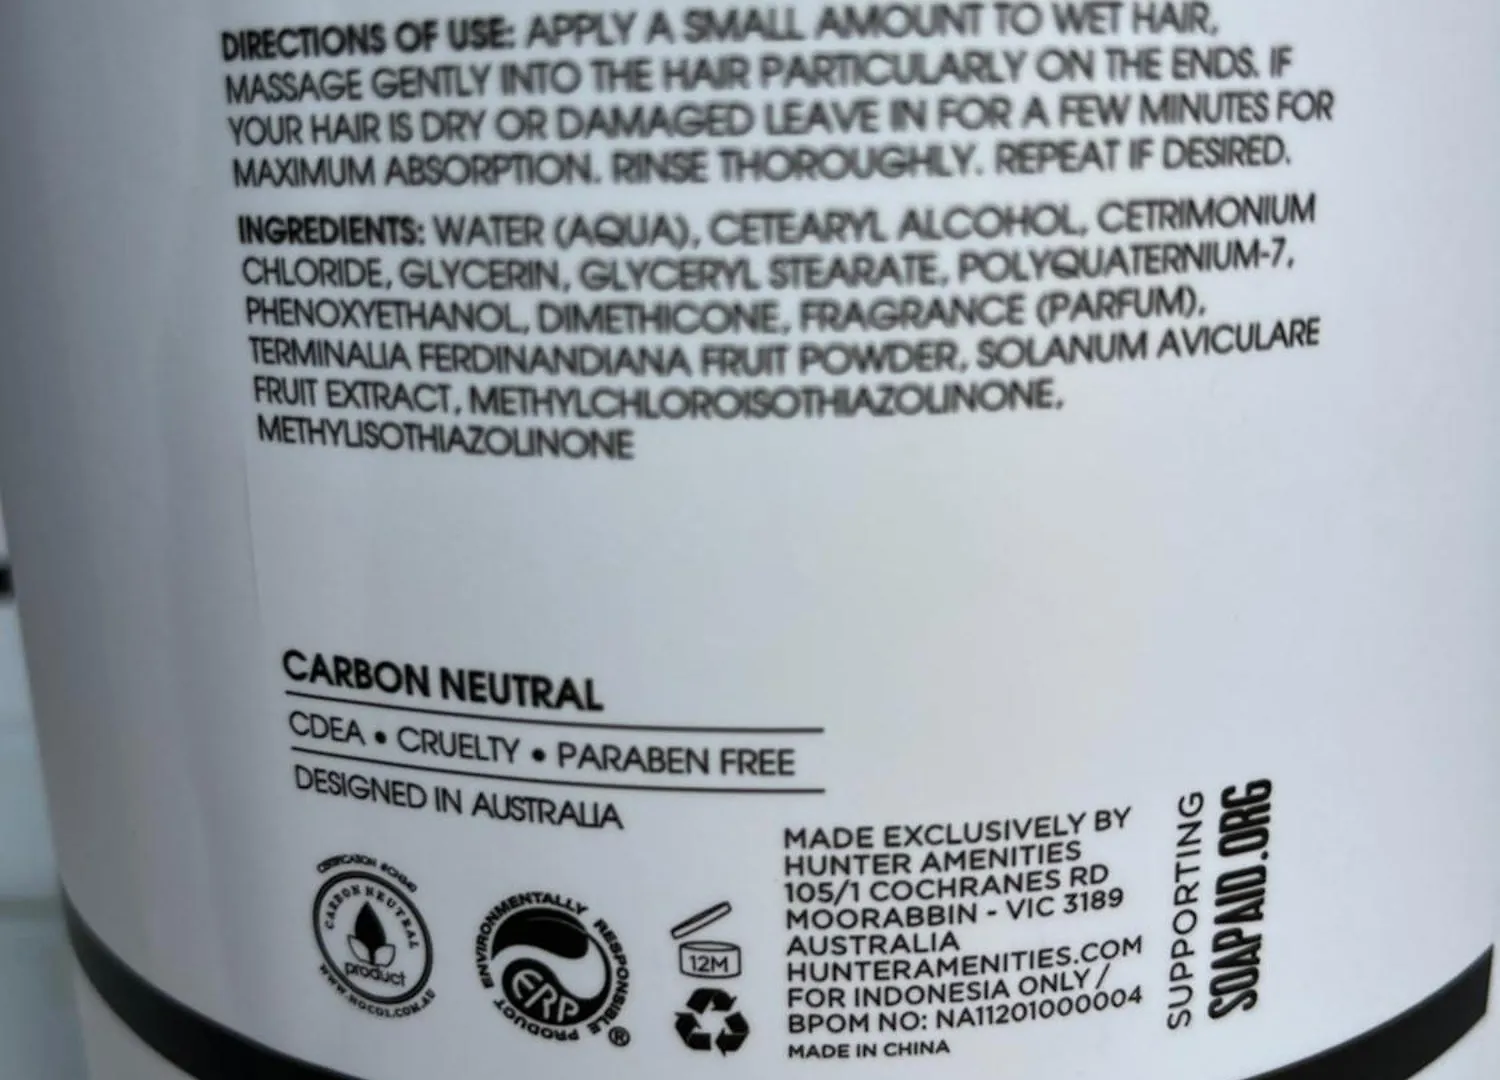 DIRECTIONS OF USE: APPLY A SMALL AMOUNT TO WET HAIR,
MASSAGE GENTLY INTO THE HAIR PARTICULARLY ON THE ENDS. IF
YOUR HAIR IS DRY OR DAMAGED LEAVE IN FOR A FEW MINUTES FOR
MAXIMUM ABSORPTION. RINSE THOROUGHLY. REPEAT IF DESIRED.
INGREDIENTS: WATER (AQUA), CETEARYL ALCOHOL, CETRIMONIUM
CHLORIDE, GLYCERIN, GLYCERYL STEARATE, POLYQUATERNIUM-7,
PHENOXYETHANOL, DIMETHICONE, FRAGRANCE (PARFUM),
TERMINALIA FERDINANDIANA FRUIT POWDER, SOLANUM AVICULARE
FRUIT EXTRACT, METHYLCHLOROISOTHIAZOLINONE,
METHYLISOTHIAZOLINONE
CARBON NEUTRAL
CDEA • CRUELTY • PARABEN FREE
DESIGNED IN AUSTRALIA
CARBON NEUTRAL
product
WWW.NOCO2.COM.AU
ENVIRONMENTALLY RESPONSIBLE PRODUCT
ERP
®
12M
MADE EXCLUSIVELY BY
HUNTER AMENITIES
105/1 COCHRANES RD
MOORABBIN - VIC 3189
AUSTRALIA
HUNTERAMENITIES.COM
FOR INDONESIA ONLY /
BPOM NO: NA11201000004
MADE IN CHINA
SUPPORTING
SOAPAID.ORG